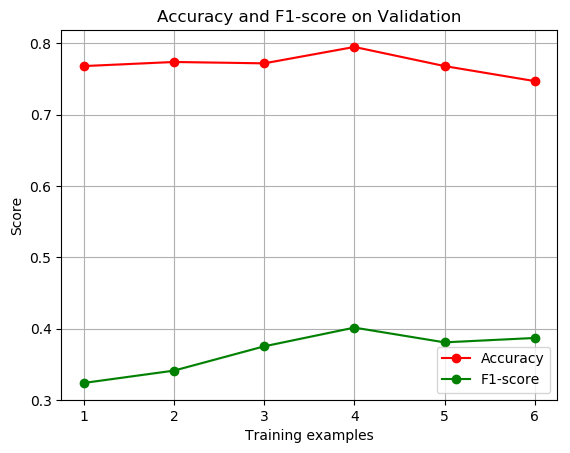 Accuracy and F1-score on Validation
Score
0.8
0.7
0.6
0.5
0.4
0.3
Accuracy
F1-score
1 2 3 4 5 6
Training examples